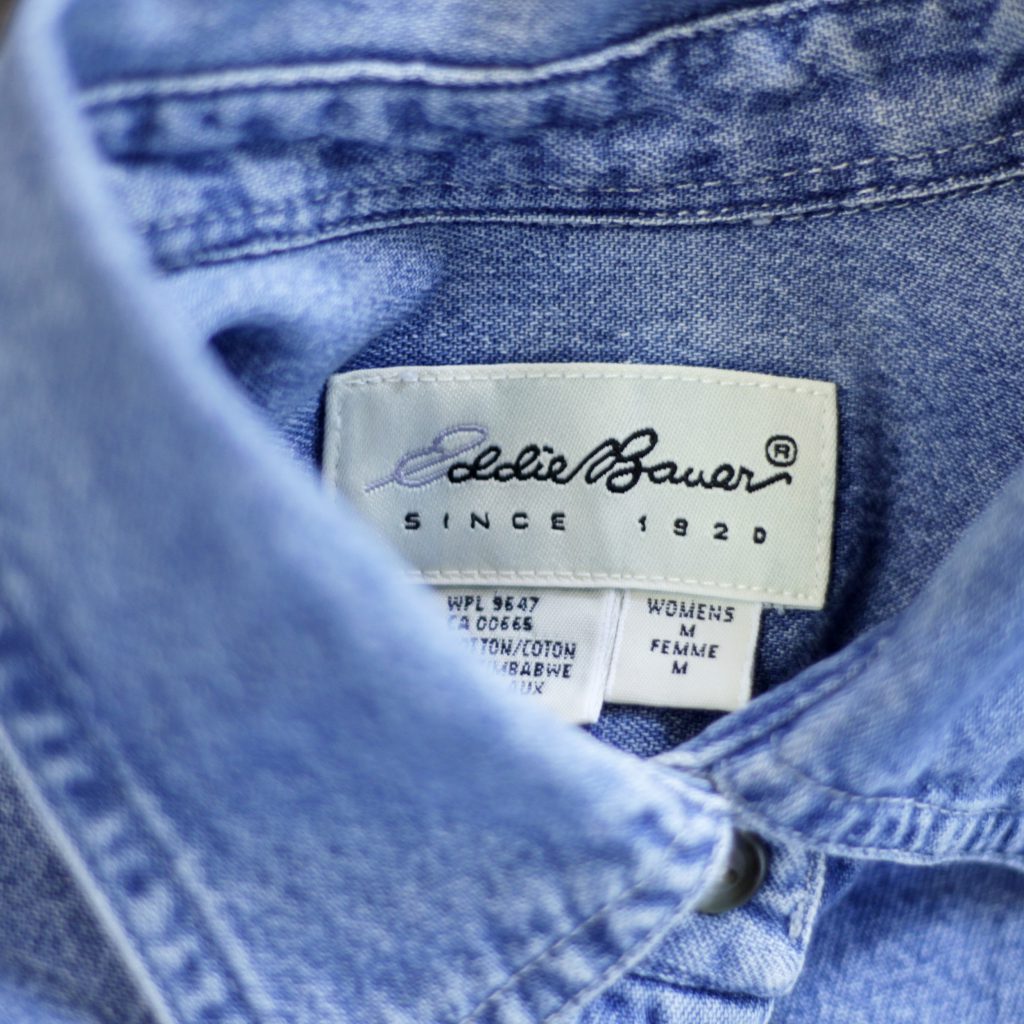 Eddie Bauer®
SINCE 1920
WPL 9647
CA 00665
COTTON/COTON
ZIMBABWE
WOMENS
M
FEMME
M